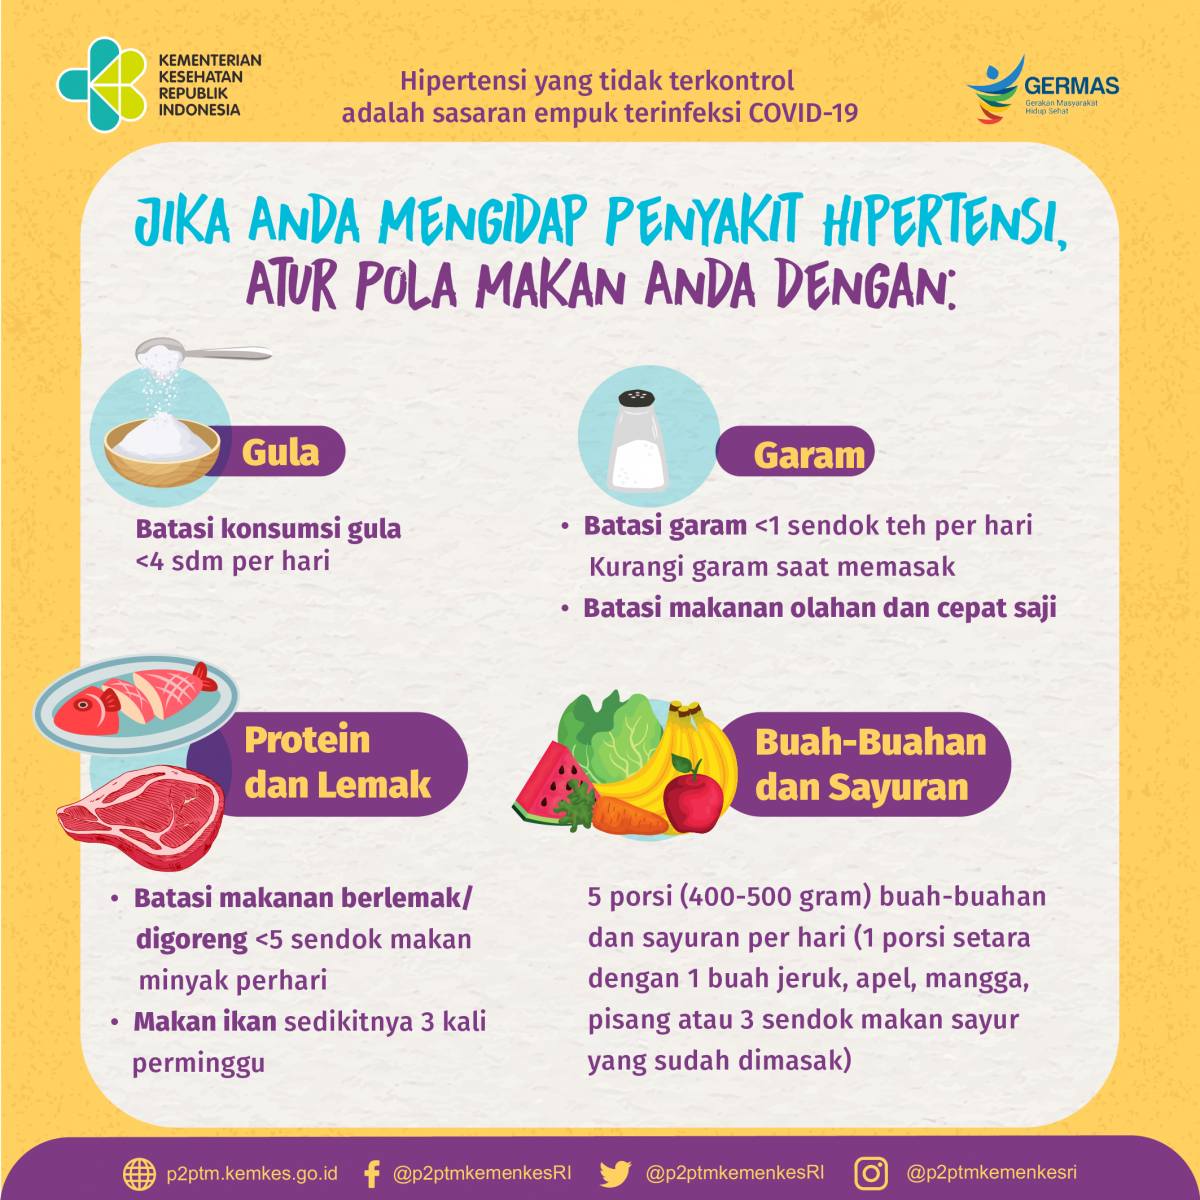 KEMENTERIAN
KESEHATAN
REPUBLIK
INDONESIA
Hipertensi yang tidak terkontrol
adalah sasaran empuk terinfeksi COVID-19
GERMAS
Gerakan Masyarakat
Hidup Sehat
JIKA ANDA MENGIDAP PENYAKIT HIPERTENSI,
ATUR POLA MAKAN ANDA DENGAN:
Gula
Batasi konsumsi gula
<4 sdm per hari
Garam
• Batasi garam <1 sendok teh per hari
Kurangi garam saat memasak
• Batasi makanan olahan dan cepat saji
Protein
dan Lemak
• Batasi makanan berlemak/
digoreng <5 sendok makan
minyak perhari
• Makan ikan sedikitnya 3 kali
perminggu
Buah-Buahan
dan Sayuran
5 porsi (400-500 gram) buah-buahan
dan sayuran per hari (1 porsi setara
dengan 1 buah jeruk, apel, mangga,
pisang atau 3 sendok makan sayur
yang sudah dimasak)
p2ptm.kemkes.go.id
@p2ptmkemenkesRI
@p2ptmkemenkesRI
@p2ptmkemenkesri